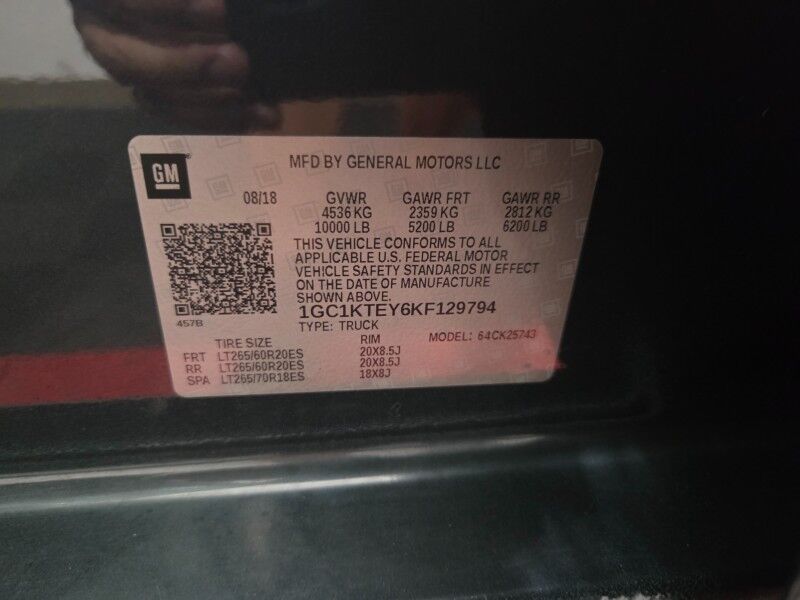 GM
MFD BY GENERAL MOTORS LLC
08/18 GVWR GAWR FRT GAWR RR
4536 KG 2359 KG 2812 KG
10000 LB 5200 LB 6200 LB
THIS VEHICLE CONFORMS TO ALL
APPLICABLE U.S. FEDERAL MOTOR
VEHICLE SAFETY STANDARDS IN EFFECT
ON THE DATE OF MANUFACTURE
SHOWN ABOVE.
1GC1KTEY6KF129794
457B
TYPE: TRUCK
MODEL: 64CK25743
TIRE SIZE RIM
FRT LT265/60R20ES 20X8.5J
RR LT265/60R20ES 20X8.5J
SPA LT265/70R18ES 18X8J